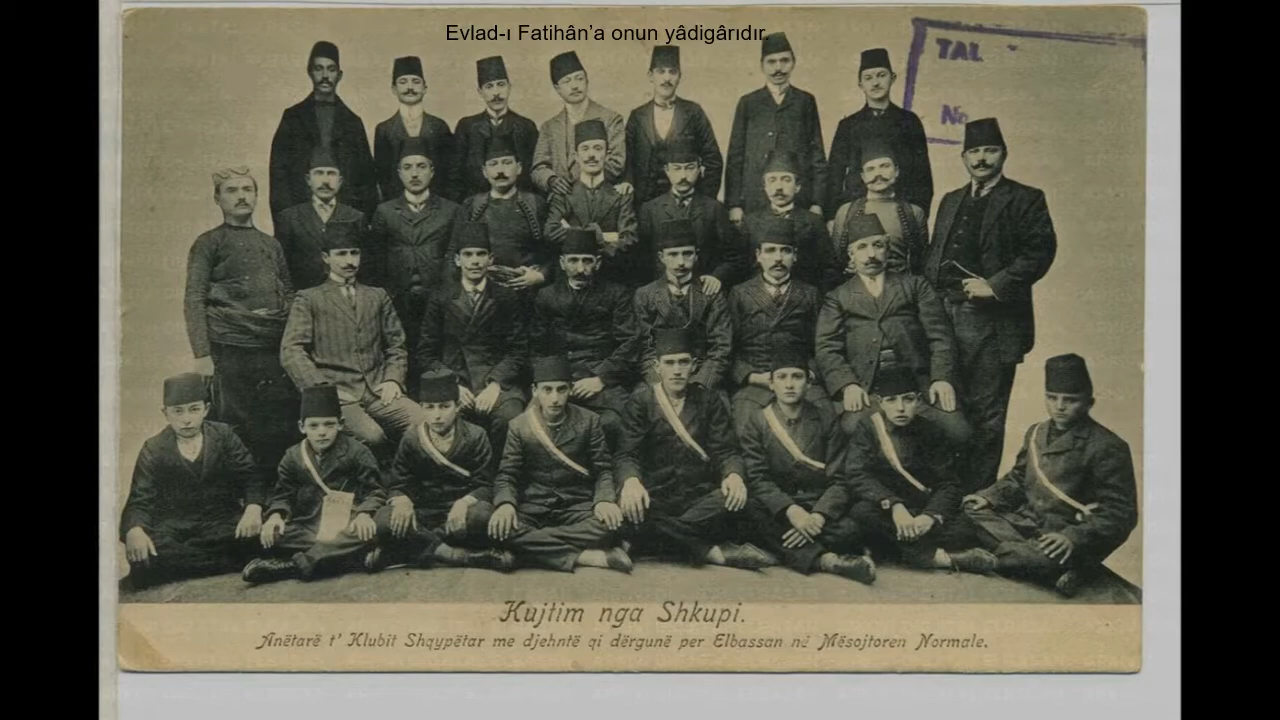 Evlad-ı Fatihân’a onun yâdigârıdır.
TAL
No
Kujtim nga Shkupi.
Anëtarë t' Klubit Shqypëtar me djehntë qi dërgunë per Elbassan në Mësojtoren Normale.